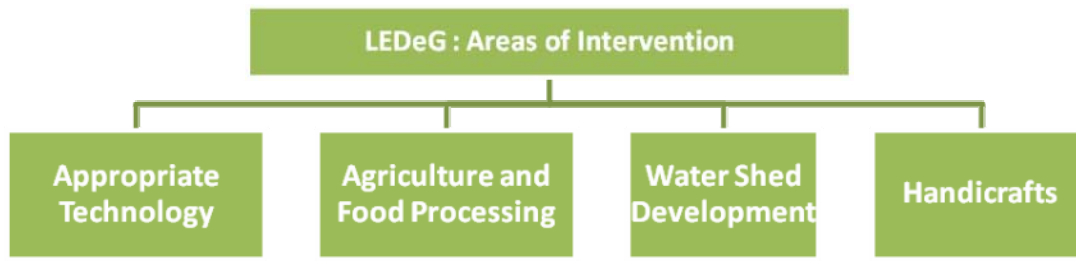 LEDeG : Areas of Intervention
Appropriate
Technology
Agriculture and
Food Processing
Water Shed
Development
Handicrafts